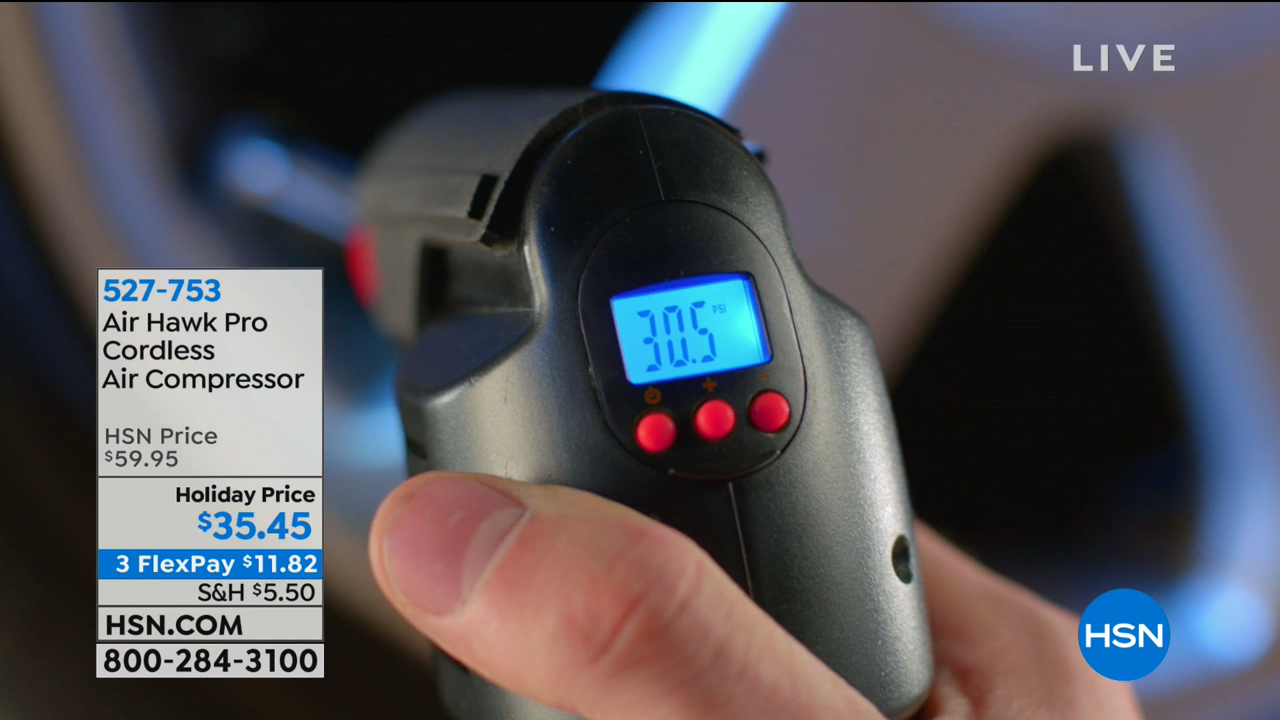 LIVE
527-753
Air Hawk Pro
Cordless
Air Compressor
HSN Price
$59.95
Holiday Price
$35.45
3 FlexPay $11.82
S&H $5.50
HSN.COM
800-284-3100
30.5 PSI
HSN